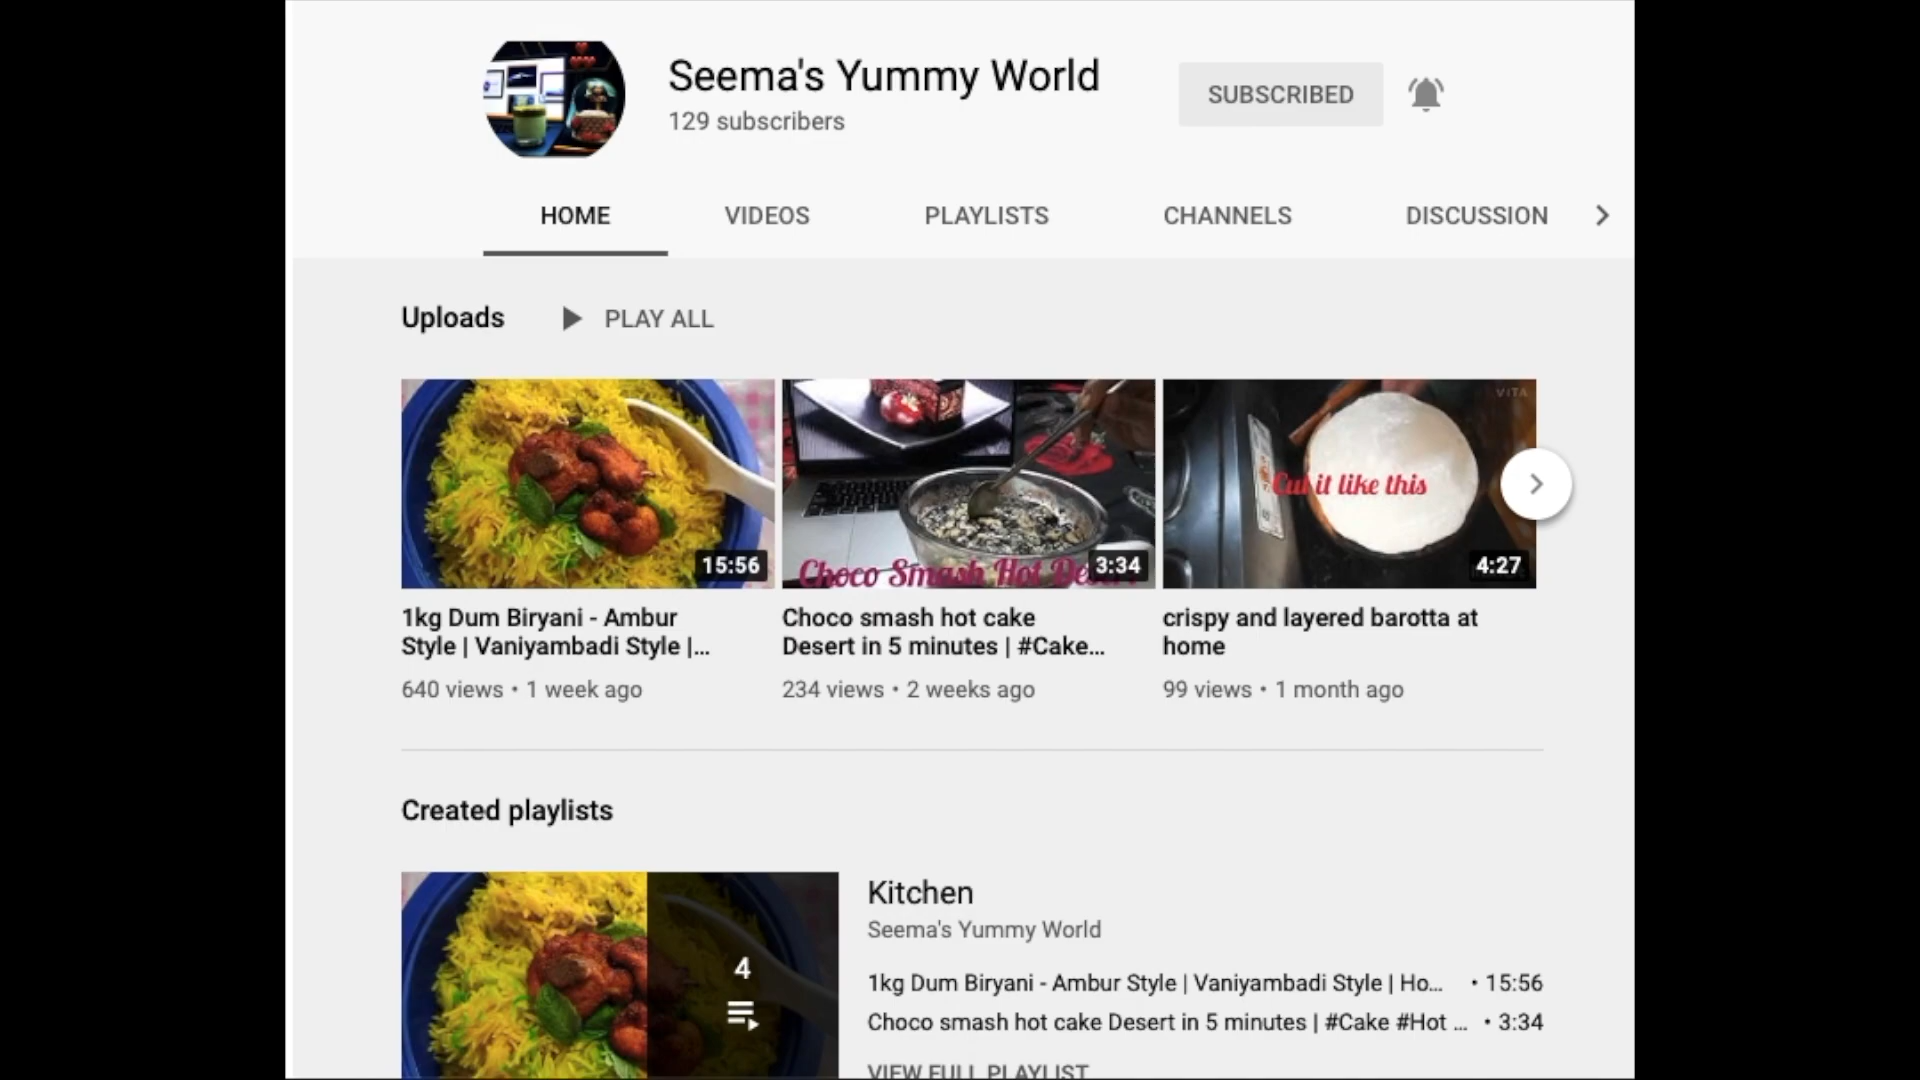 Seema's Yummy World
129 subscribers
SUBSCRIBED
HOME
VIDEOS
PLAYLISTS
CHANNELS
DISCUSSION
Uploads
PLAY ALL
15:56
Choco Smash Hot
3:34
VITA
Cut it like this
4:27
1kg Dum Biryani - Ambur
Style | Vaniyambadi Style |...
640 views • 1 week ago
Choco smash hot cake
Desert in 5 minutes | #Cake...
234 views • 2 weeks ago
crispy and layered barotta at
home
99 views • 1 month ago
Created playlists
4
Kitchen
Seema's Yummy World
1kg Dum Biryani - Ambur Style | Vaniyambadi Style | Ho... • 15:56
Choco smash hot cake Desert in 5 minutes | #Cake #Hot ... • 3:34
VIEW FULL PLAYLIST